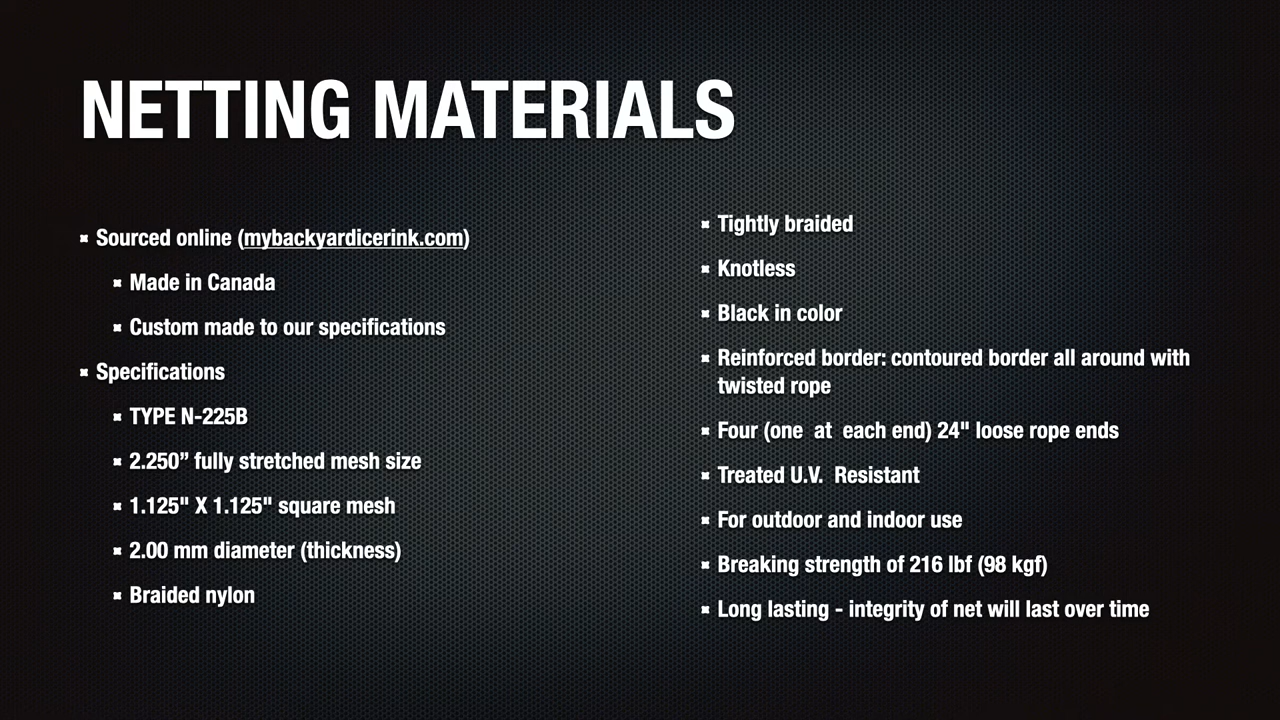 NETTING MATERIALS
Sourced online (mybackyardicerink.com)
Made in Canada
Custom made to our specifications
Specifications
TYPE N-225B
2.250” fully stretched mesh size
1.125" X 1.125" square mesh
2.00 mm diameter (thickness)
Braided nylon
Tightly braided
Knotless
Black in color
Reinforced border: contoured border all around with
twisted rope
Four (one  at  each end) 24" loose rope ends
Treated U.V.  Resistant
For outdoor and indoor use
Breaking strength of 216 lbf (98 kgf)
Long lasting - integrity of net will last over time